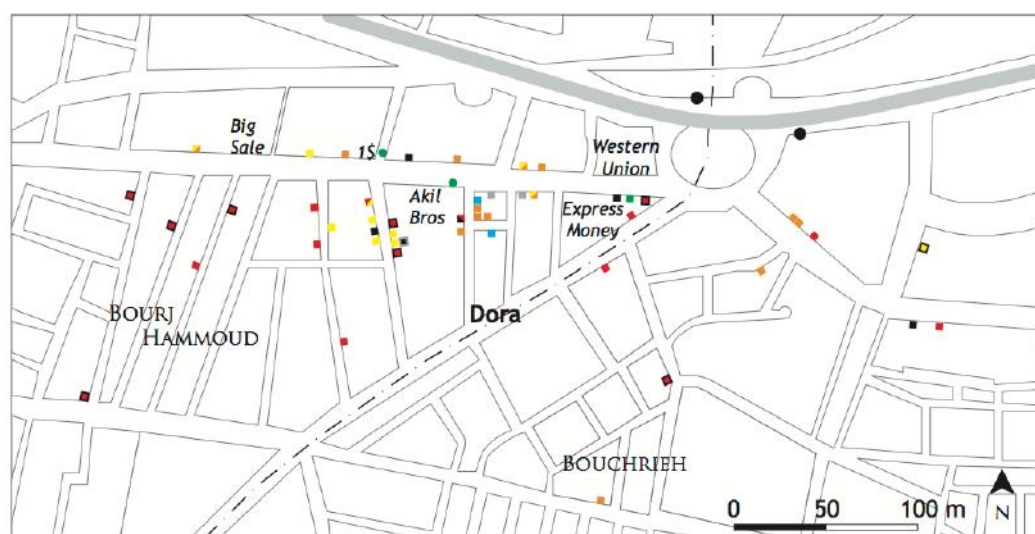 Big
Sale
1$
Western
Union
Akil
Bros
Express
Money
BOURJ
HAMMOUD
Dora
BOUCHRIEH
0 50 100 m
N